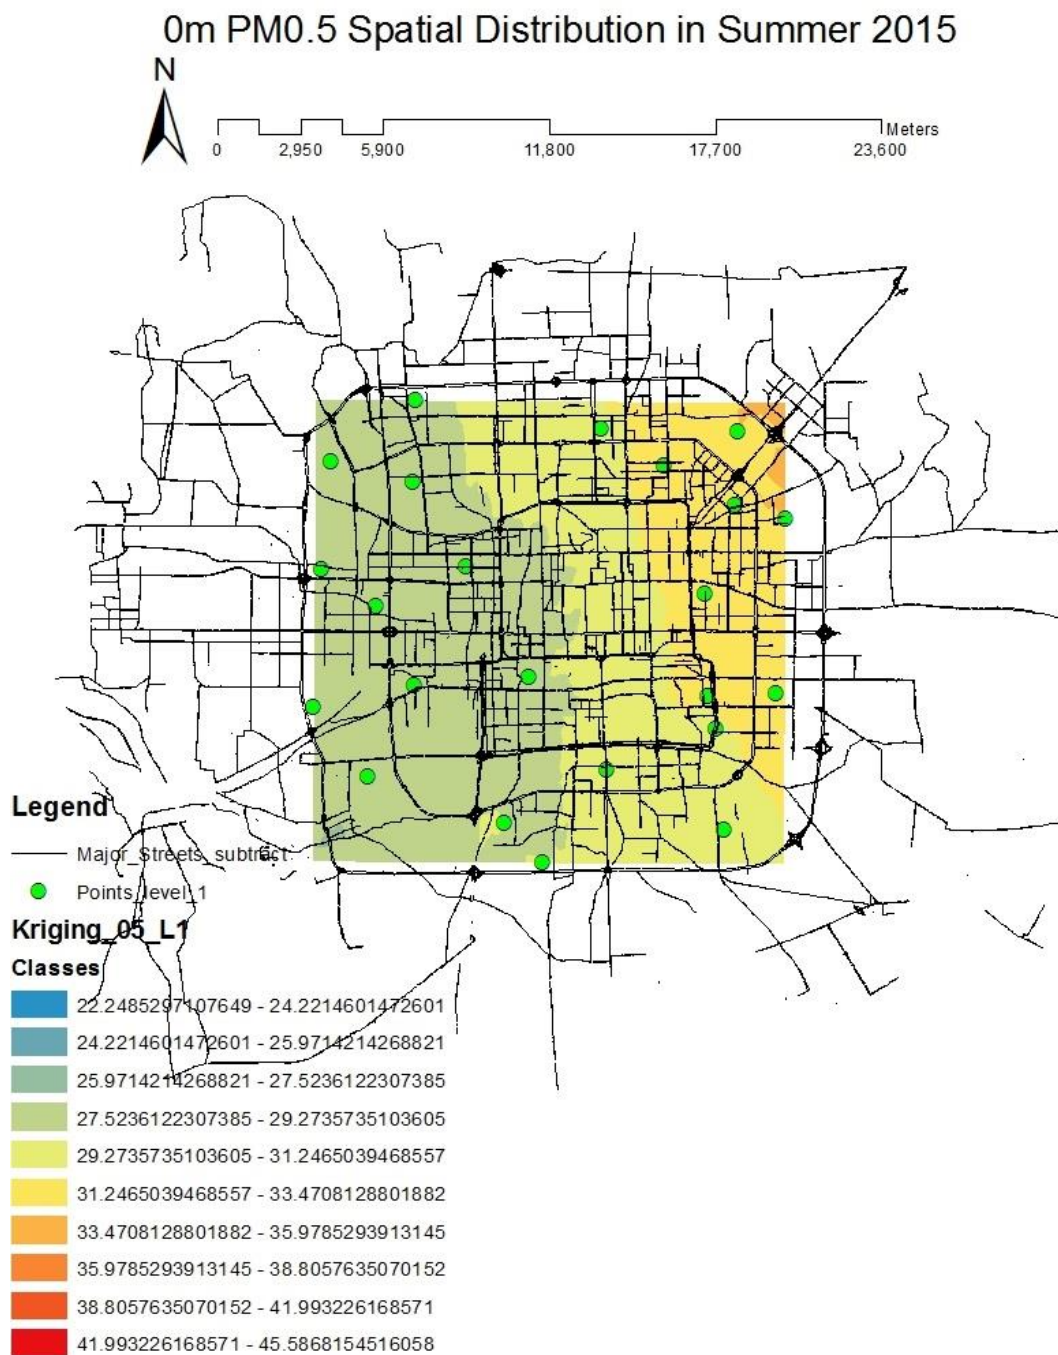 0m PM0.5 Spatial Distribution in Summer 2015
N
Meters
0 2,950 5,900 11,800 17,700 23,600
Legend
Major_Streets_subtract
Points_level_1
Kriging_05_L1
Classes
22.2485297107649 - 24.2214601472601
24.2214601472601 - 25.9714214268821
25.9714214268821 - 27.5236122307385
27.5236122307385 - 29.2735735103605
29.2735735103605 - 31.2465039468557
31.2465039468557 - 33.4708128801882
33.4708128801882 - 35.9785293913145
35.9785293913145 - 38.8057635070152
38.8057635070152 - 41.993226168571
41.993226168571 - 45.5868154516058